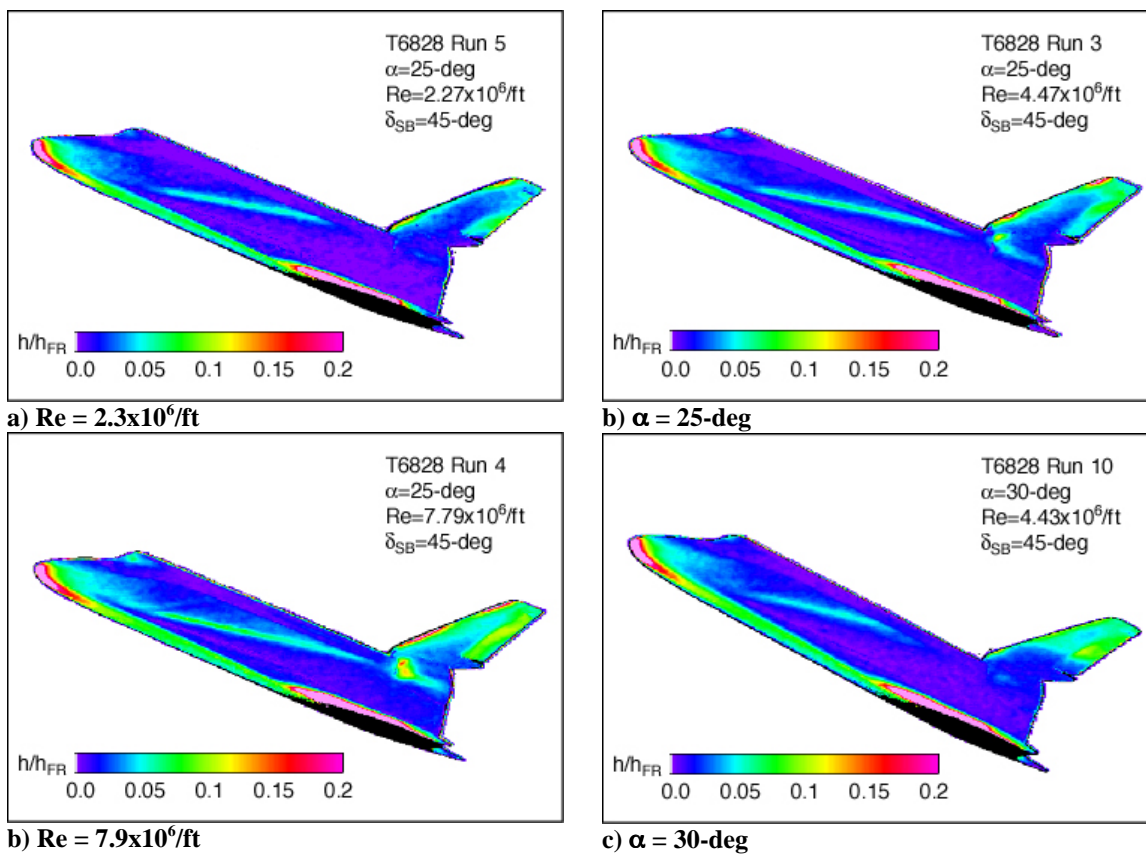 T6828 Run 5
α=25-deg
Re=2.27x10⁶/ft
δSB=45-deg
h/hFR
0.0 0.05 0.1 0.15 0.2
a) Re = 2.3x10⁶/ft
T6828 Run 3
α=25-deg
Re=4.47x10⁶/ft
δSB=45-deg
h/hFR
0.0 0.05 0.1 0.15 0.2
b) α = 25-deg
T6828 Run 4
α=25-deg
Re=7.79x10⁶/ft
δSB=45-deg
h/hFR
0.0 0.05 0.1 0.15 0.2
b) Re = 7.9x10⁶/ft
T6828 Run 10
α=30-deg
Re=4.43x10⁶/ft
δSB=45-deg
h/hFR
0.0 0.05 0.1 0.15 0.2
c) α = 30-deg